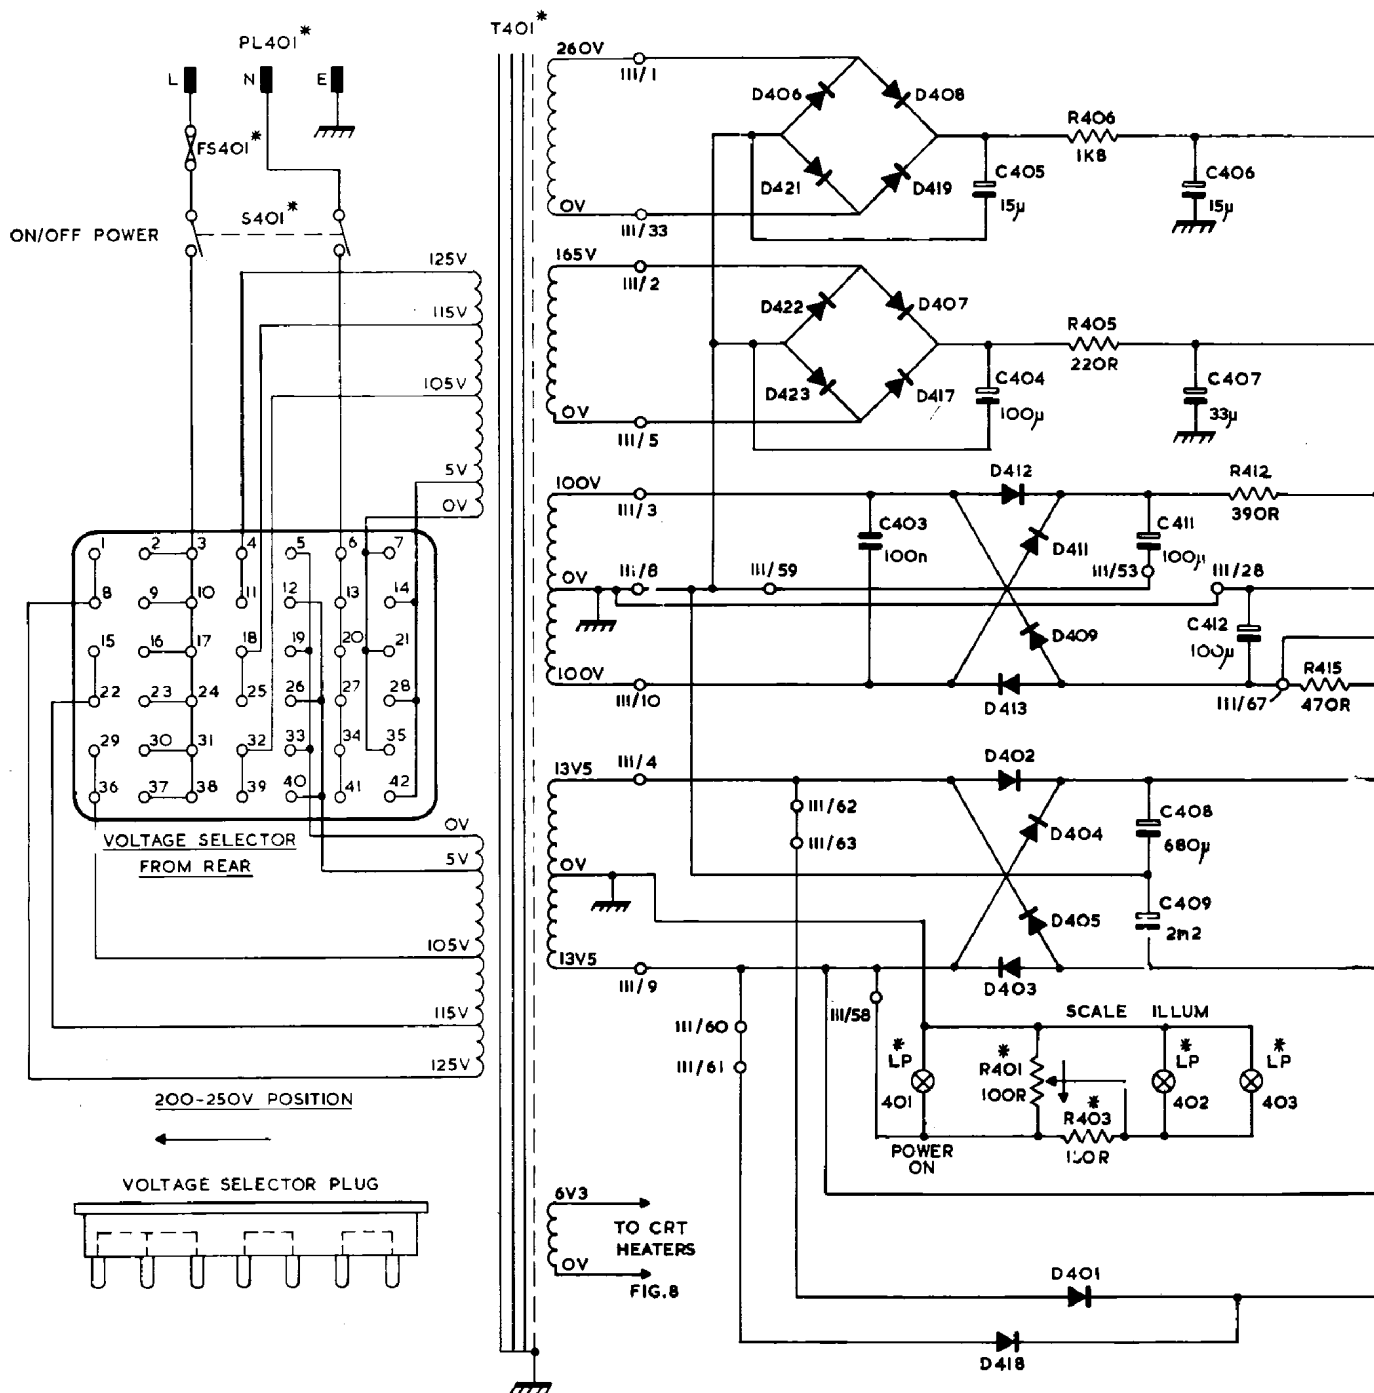 PL401*
T401*
L
N
E
FS401*
S401*
ON/OFF POWER
125V
115V
105V
5V
0V
1 2 3 4 5 6 7
8 9 10 11 12 13 14
15 16 17 18 19 20 21
22 23 24 25 26 27 28
29 30 31 32 33 34 35
36 37 38 39 40 41 42
VOLTAGE SELECTOR
FROM REAR
0V
5V
105V
115V
125V
200-250V POSITION
VOLTAGE SELECTOR PLUG
260V
III/1
D406
D408
R406
1K8
C405
15µ
C406
15µ
D421
D419
0V
III/33
165V
III/2
D422
D407
R405
220R
C404
100µ
C407
33µ
D423
D417
0V
III/5
100V
III/3
D412
R412
390R
C403
100n
D411
C411
100µ
0V
III/8
III/59
III/53
III/28
C412
100µ
D409
100V
III/10
D413
III/67
R415
470R
13V5
III/4
D402
III/62
III/63
D404
C408
680µ
0V
C409
2m2
D405
13V5
III/9
D403
III/58
III/60
III/61
SCALE ILLUM
*
LP
401
*
R401
100R
*
R403
*
LP
402
*
LP
403
POWER
ON
6V3
TO CRT
HEATERS
0V
FIG.8
D401
D418